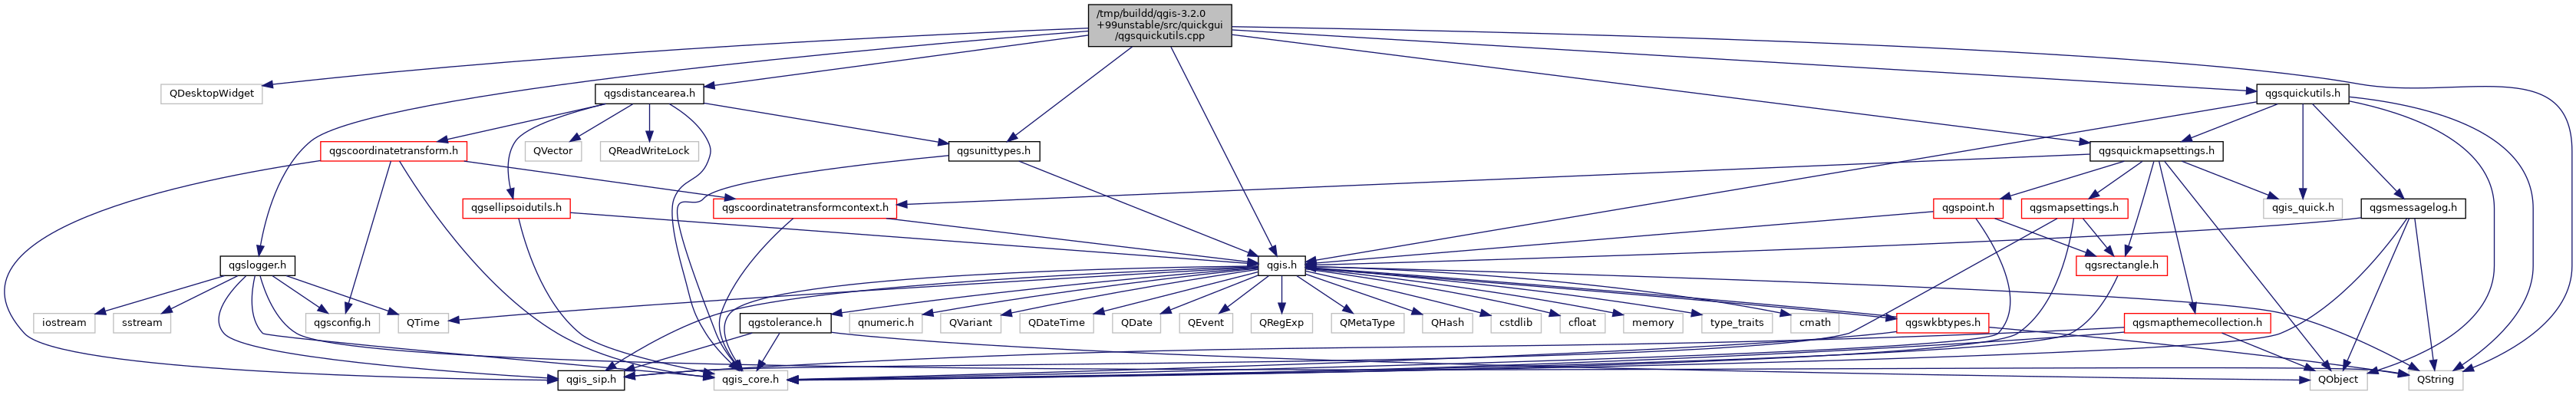 /tmp/buildd/qgis-3.2.0
+99unstable/src/quickgui
/qgsquickutils.cpp
QDesktopWidget
qgsdistancearea.h
qgsquickutils.h
qgscoordinatetransform.h
QVector
QReadWriteLock
qgsunittypes.h
qgsquickmapsettings.h
qgsellipsoidutils.h
qgscoordinatetransformcontext.h
qgspoint.h
qgsmapsettings.h
qgis_quick.h
qgsmessagelog.h
qgslogger.h
qgis.h
qgsrectangle.h
iostream
sstream
qgsconfig.h
QTime
qgstolerance.h
qnumeric.h
QVariant
QDateTime
QDate
QEvent
QRegExp
QMetaType
QHash
cstdlib
cfloat
memory
type_traits
cmath
qgswkbtypes.h
qgsmapthemecollection.h
qgis_sip.h
qgis_core.h
QObject
QString